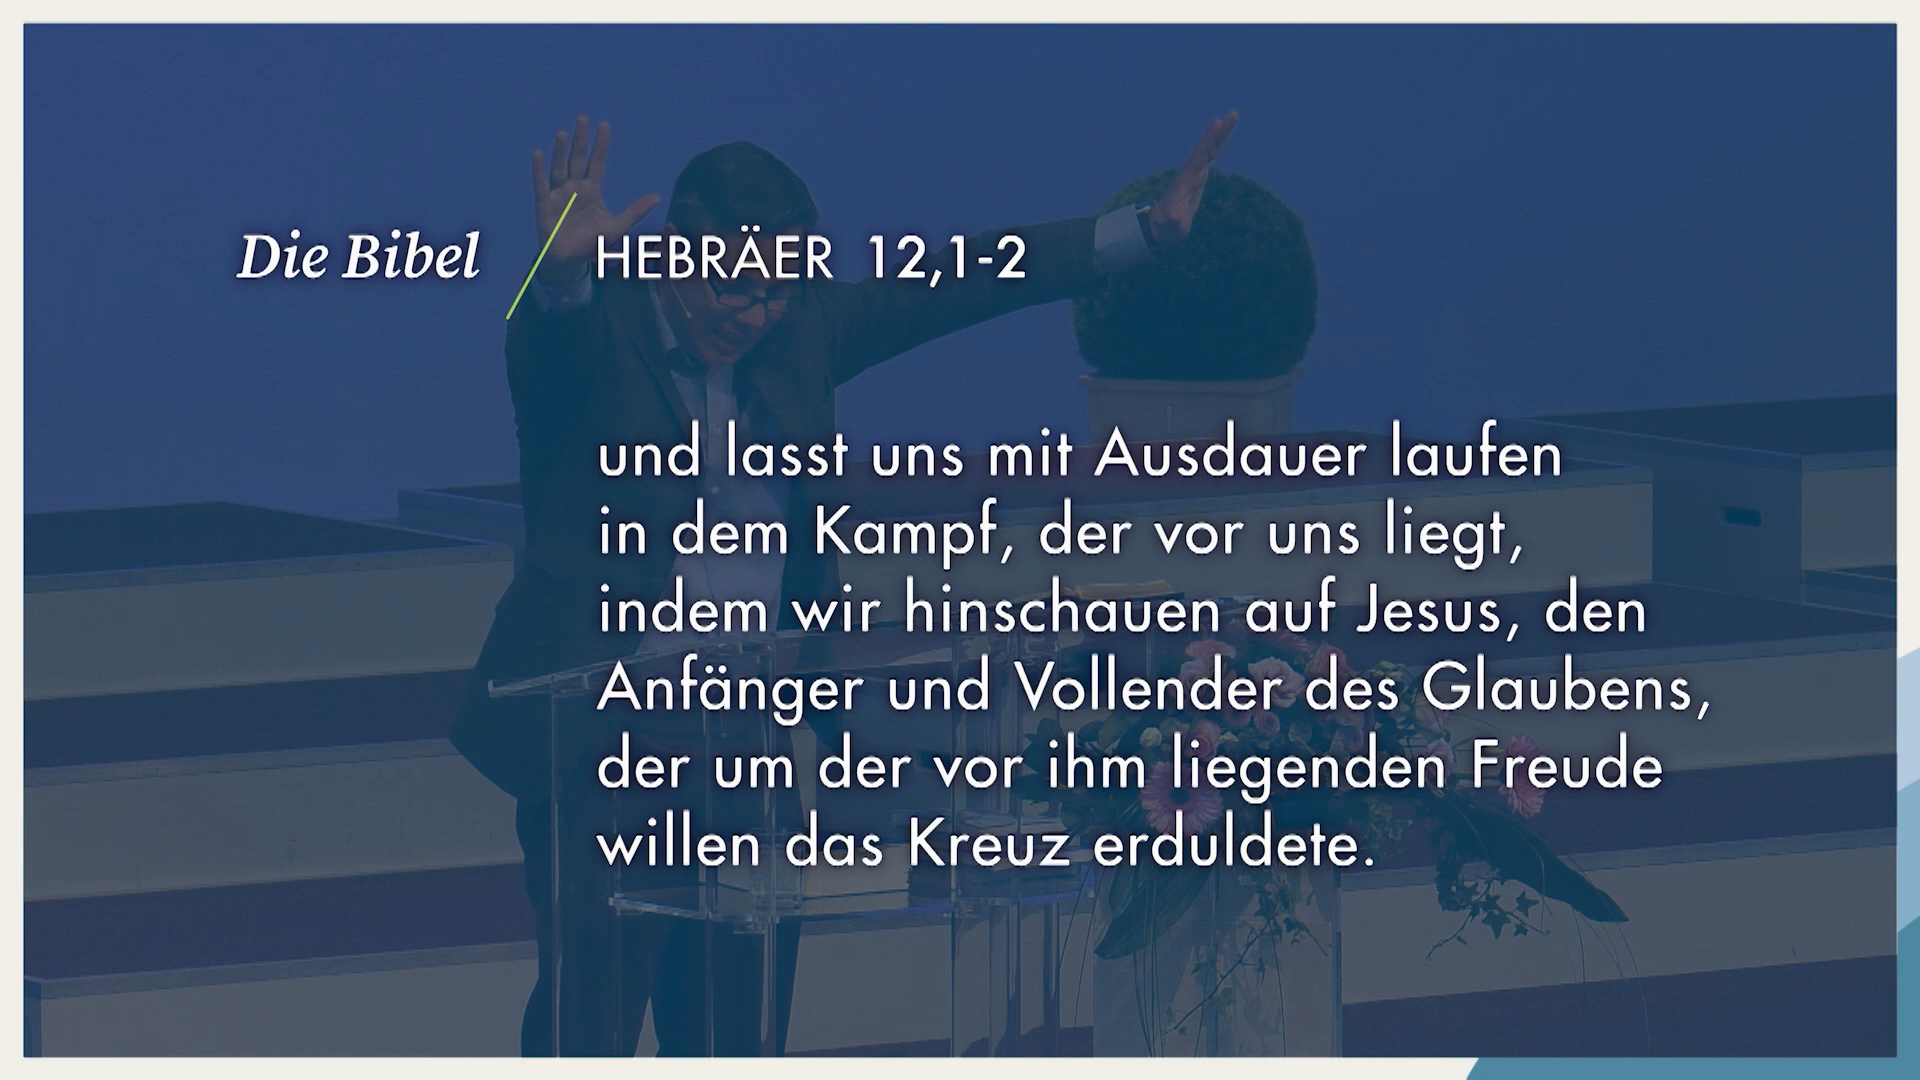 Die Bibel / HEBRÄER 12,1-2
und lasst uns mit Ausdauer laufen
in dem Kampf, der vor uns liegt,
indem wir hinschauen auf Jesus, den
Anfänger und Vollender des Glaubens,
der um der vor ihm liegenden Freude
willen das Kreuz erduldete.